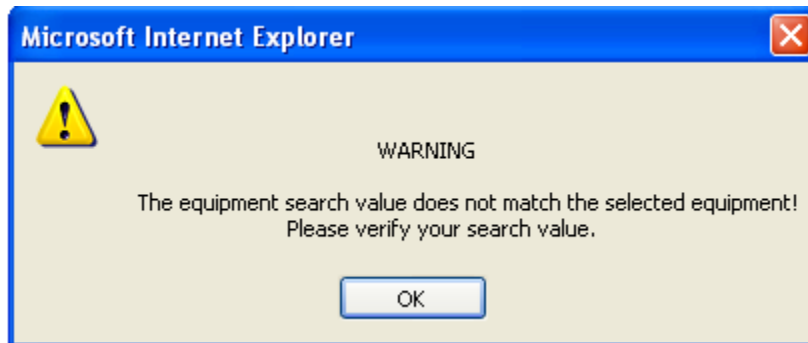 Microsoft Internet Explorer
WARNING
The equipment search value does not match the selected equipment!
Please verify your search value.
OK